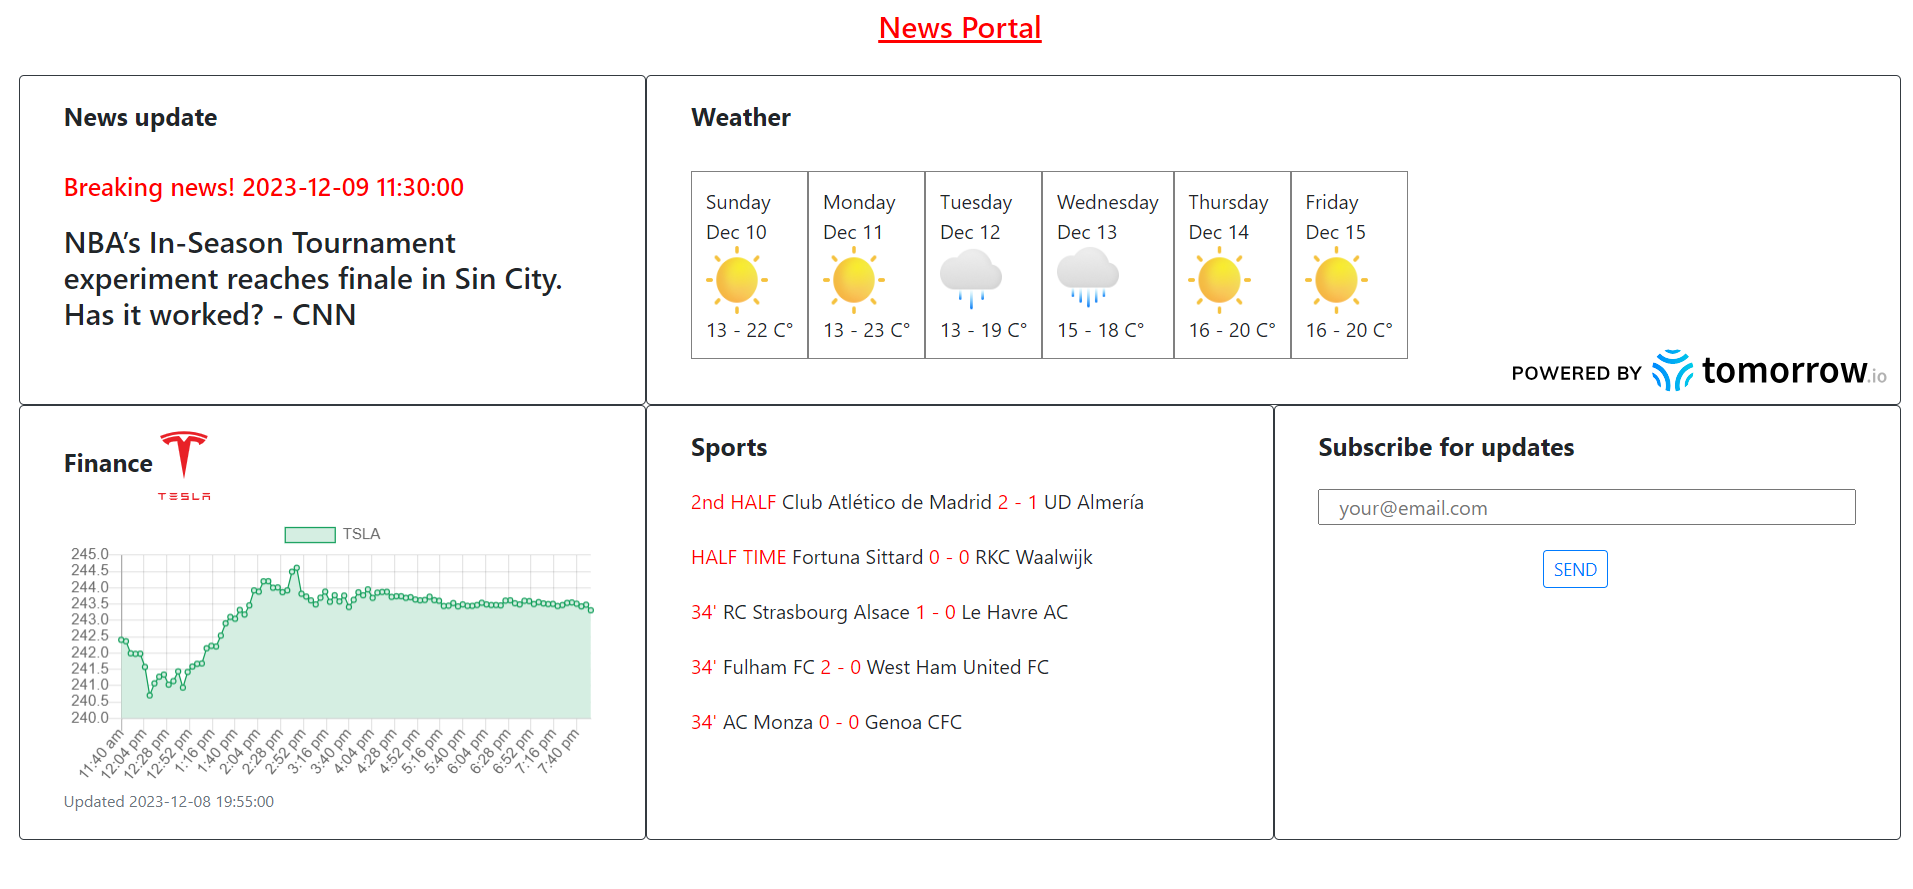 News Portal
News update
Breaking news! 2023-12-09 11:30:00
NBA’s In-Season Tournament
experiment reaches finale in Sin City.
Has it worked? - CNN
Weather
Sunday Monday Tuesday Wednesday Thursday Friday
Dec 10 Dec 11 Dec 12 Dec 13 Dec 14 Dec 15
13 - 22 C° 13 - 23 C° 13 - 19 C° 15 - 18 C° 16 - 20 C° 16 - 20 C°
POWERED BY tomorrow.io
Finance
TESLA
TSLA
245.0
244.5
244.0
243.5
243.0
242.5
242.0
241.5
241.0
240.5
240.0
11:40 am 12:04 pm 12:28 pm 12:52 pm 1:16 pm 1:40 pm 2:04 pm 2:28 pm 2:52 pm 3:16 pm 3:40 pm 4:04 pm 4:28 pm 4:52 pm 5:16 pm 5:40 pm 6:04 pm 6:28 pm 6:52 pm 7:16 pm 7:40 pm
Updated 2023-12-08 19:55:00
Sports
2nd HALF Club Atlético de Madrid 2 - 1 UD Almería
HALF TIME Fortuna Sittard 0 - 0 RKC Waalwijk
34' RC Strasbourg Alsace 1 - 0 Le Havre AC
34' Fulham FC 2 - 0 West Ham United FC
34' AC Monza 0 - 0 Genoa CFC
Subscribe for updates
your@email.com
SEND